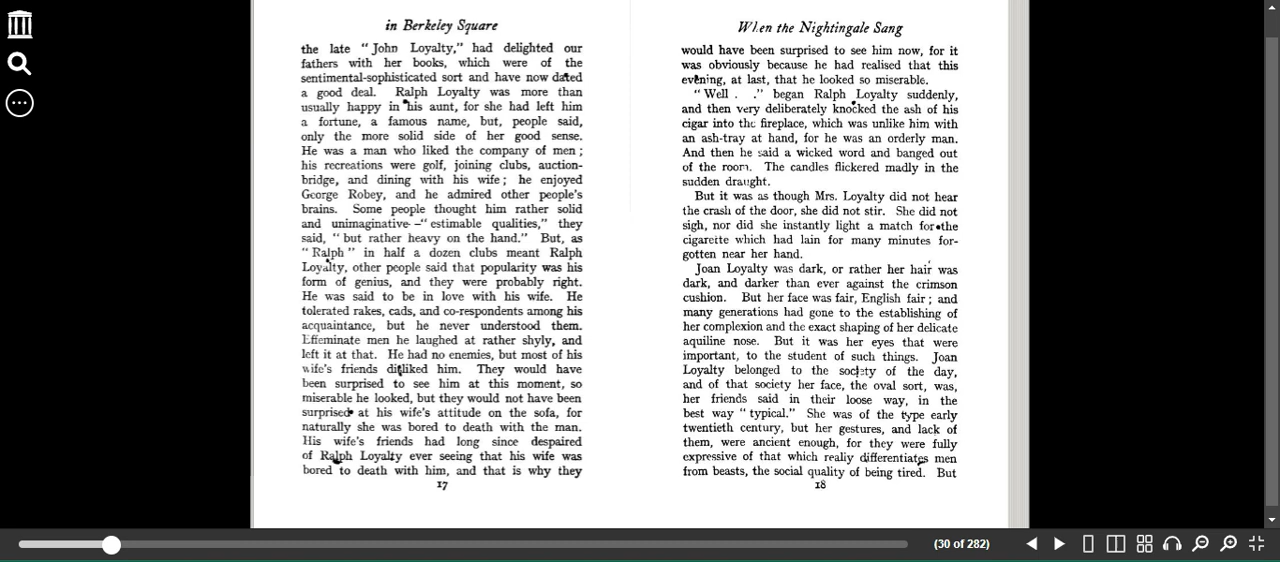 in Berkeley Square
the late "John Loyalty," had delighted our
fathers with her books, which were of the
sentimental-sophisticated sort and have now dated
a good deal. Ralph Loyalty was more than
usually happy in his aunt, for she had left him
a fortune, a famous name, but, people said,
only the more solid side of her good sense.
He was a man who liked the company of men;
his recreations were golf, joining clubs, auction-
bridge, and dining with his wife; he enjoyed
George Robey, and he admired other people's
brains. Some people thought him rather solid
and unimaginative—"estimable qualities," they
said, "but rather heavy on the hand." But, as
"Ralph" in half a dozen clubs meant Ralph
Loyalty, other people said that popularity was his
form of genius, and they were probably right.
He was said to be in love with his wife. He
tolerated rakes, cads, and co-respondents among his
acquaintance, but he never understood them.
Effeminate men he laughed at rather shyly, and
left it at that. He had no enemies, but most of his
wife's friends disliked him. They would have
been surprised to see him at this moment, so
miserable he looked, but they would not have been
surprised at his wife's attitude on the sofa, for
naturally she was bored to death with the man.
His wife's friends had long since despaired
of Ralph Loyalty ever seeing that his wife was
bored to death with him, and that is why they
17
When the Nightingale Sang
would have been surprised to see him now, for it
was obviously because he had realised that this
evening, at last, that he looked so miserable.
"Well . ." began Ralph Loyalty suddenly,
and then very deliberately knocked the ash of his
cigar into the fireplace, which was unlike him with
an ash-tray at hand, for he was an orderly man.
And then he said a wicked word and banged out
of the room. The candles flickered madly in the
sudden draught.
But it was as though Mrs. Loyalty did not hear
the crash of the door, she did not stir. She did not
sigh, nor did she instantly light a match for the
cigarette which had lain for many minutes for-
gotten near her hand.
Joan Loyalty was dark, or rather her hair was
dark, and darker than ever against the crimson
cushion. But her face was fair, English fair; and
many generations had gone to the establishing of
her complexion and the exact shaping of her delicate
aquiline nose. But it was her eyes that were
important, to the student of such things. Joan
Loyalty belonged to the society of the day,
and of that society her face, the oval sort, was,
her friends said in their loose way, in the
best way "typical." She was of the type early
twentieth century, but her gestures, and lack of
them, were ancient enough, for they were fully
expressive of that which really differentiates men
from beasts, the social quality of being tired. But
18
(30 of 282)